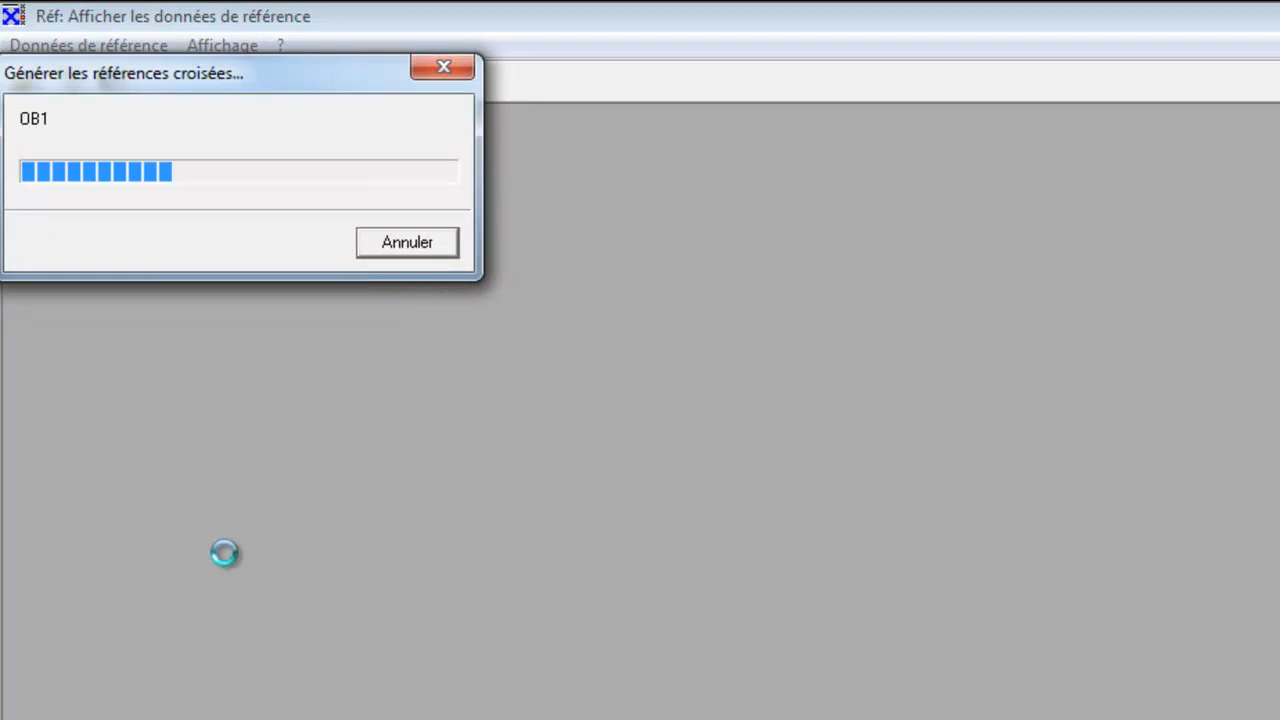 Réf: Afficher les données de référence
Données de référence Affichage ?
Générer les références croisées...
OB1
Annuler